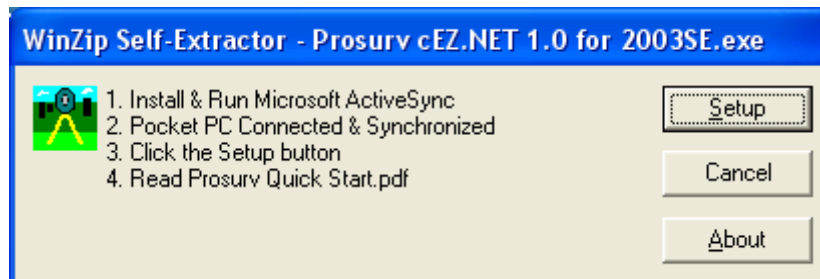 WinZip Self-Extractor - Prosurv cEZ.NET 1.0 for 2003SE.exe
1. Install & Run Microsoft ActiveSync
2. Pocket PC Connected & Synchronized
3. Click the Setup button
4. Read Prosurv Quick Start.pdf
Setup
Cancel
About